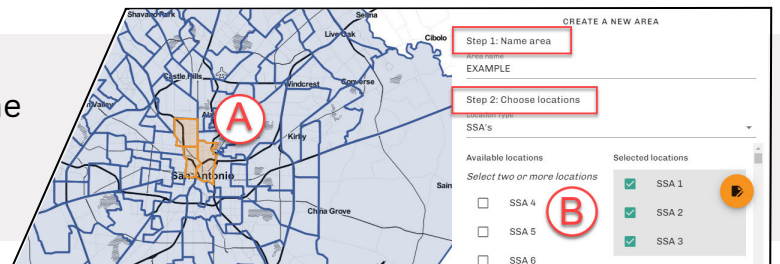 CREATE A NEW AREA
Step 1: Name area
Area name
EXAMPLE
Step 2: Choose locations
Location Type
SSA's
Available locations
Selected locations
Select two or more locations
SSA 4
SSA 5
SSA 6
SSA 1
SSA 2
SSA 3
A
B
Shavano Park
Selma
Live Oak
Cibolo
Castle Hills
Windcrest
Converse
Kirby
San Antonio
China Grove